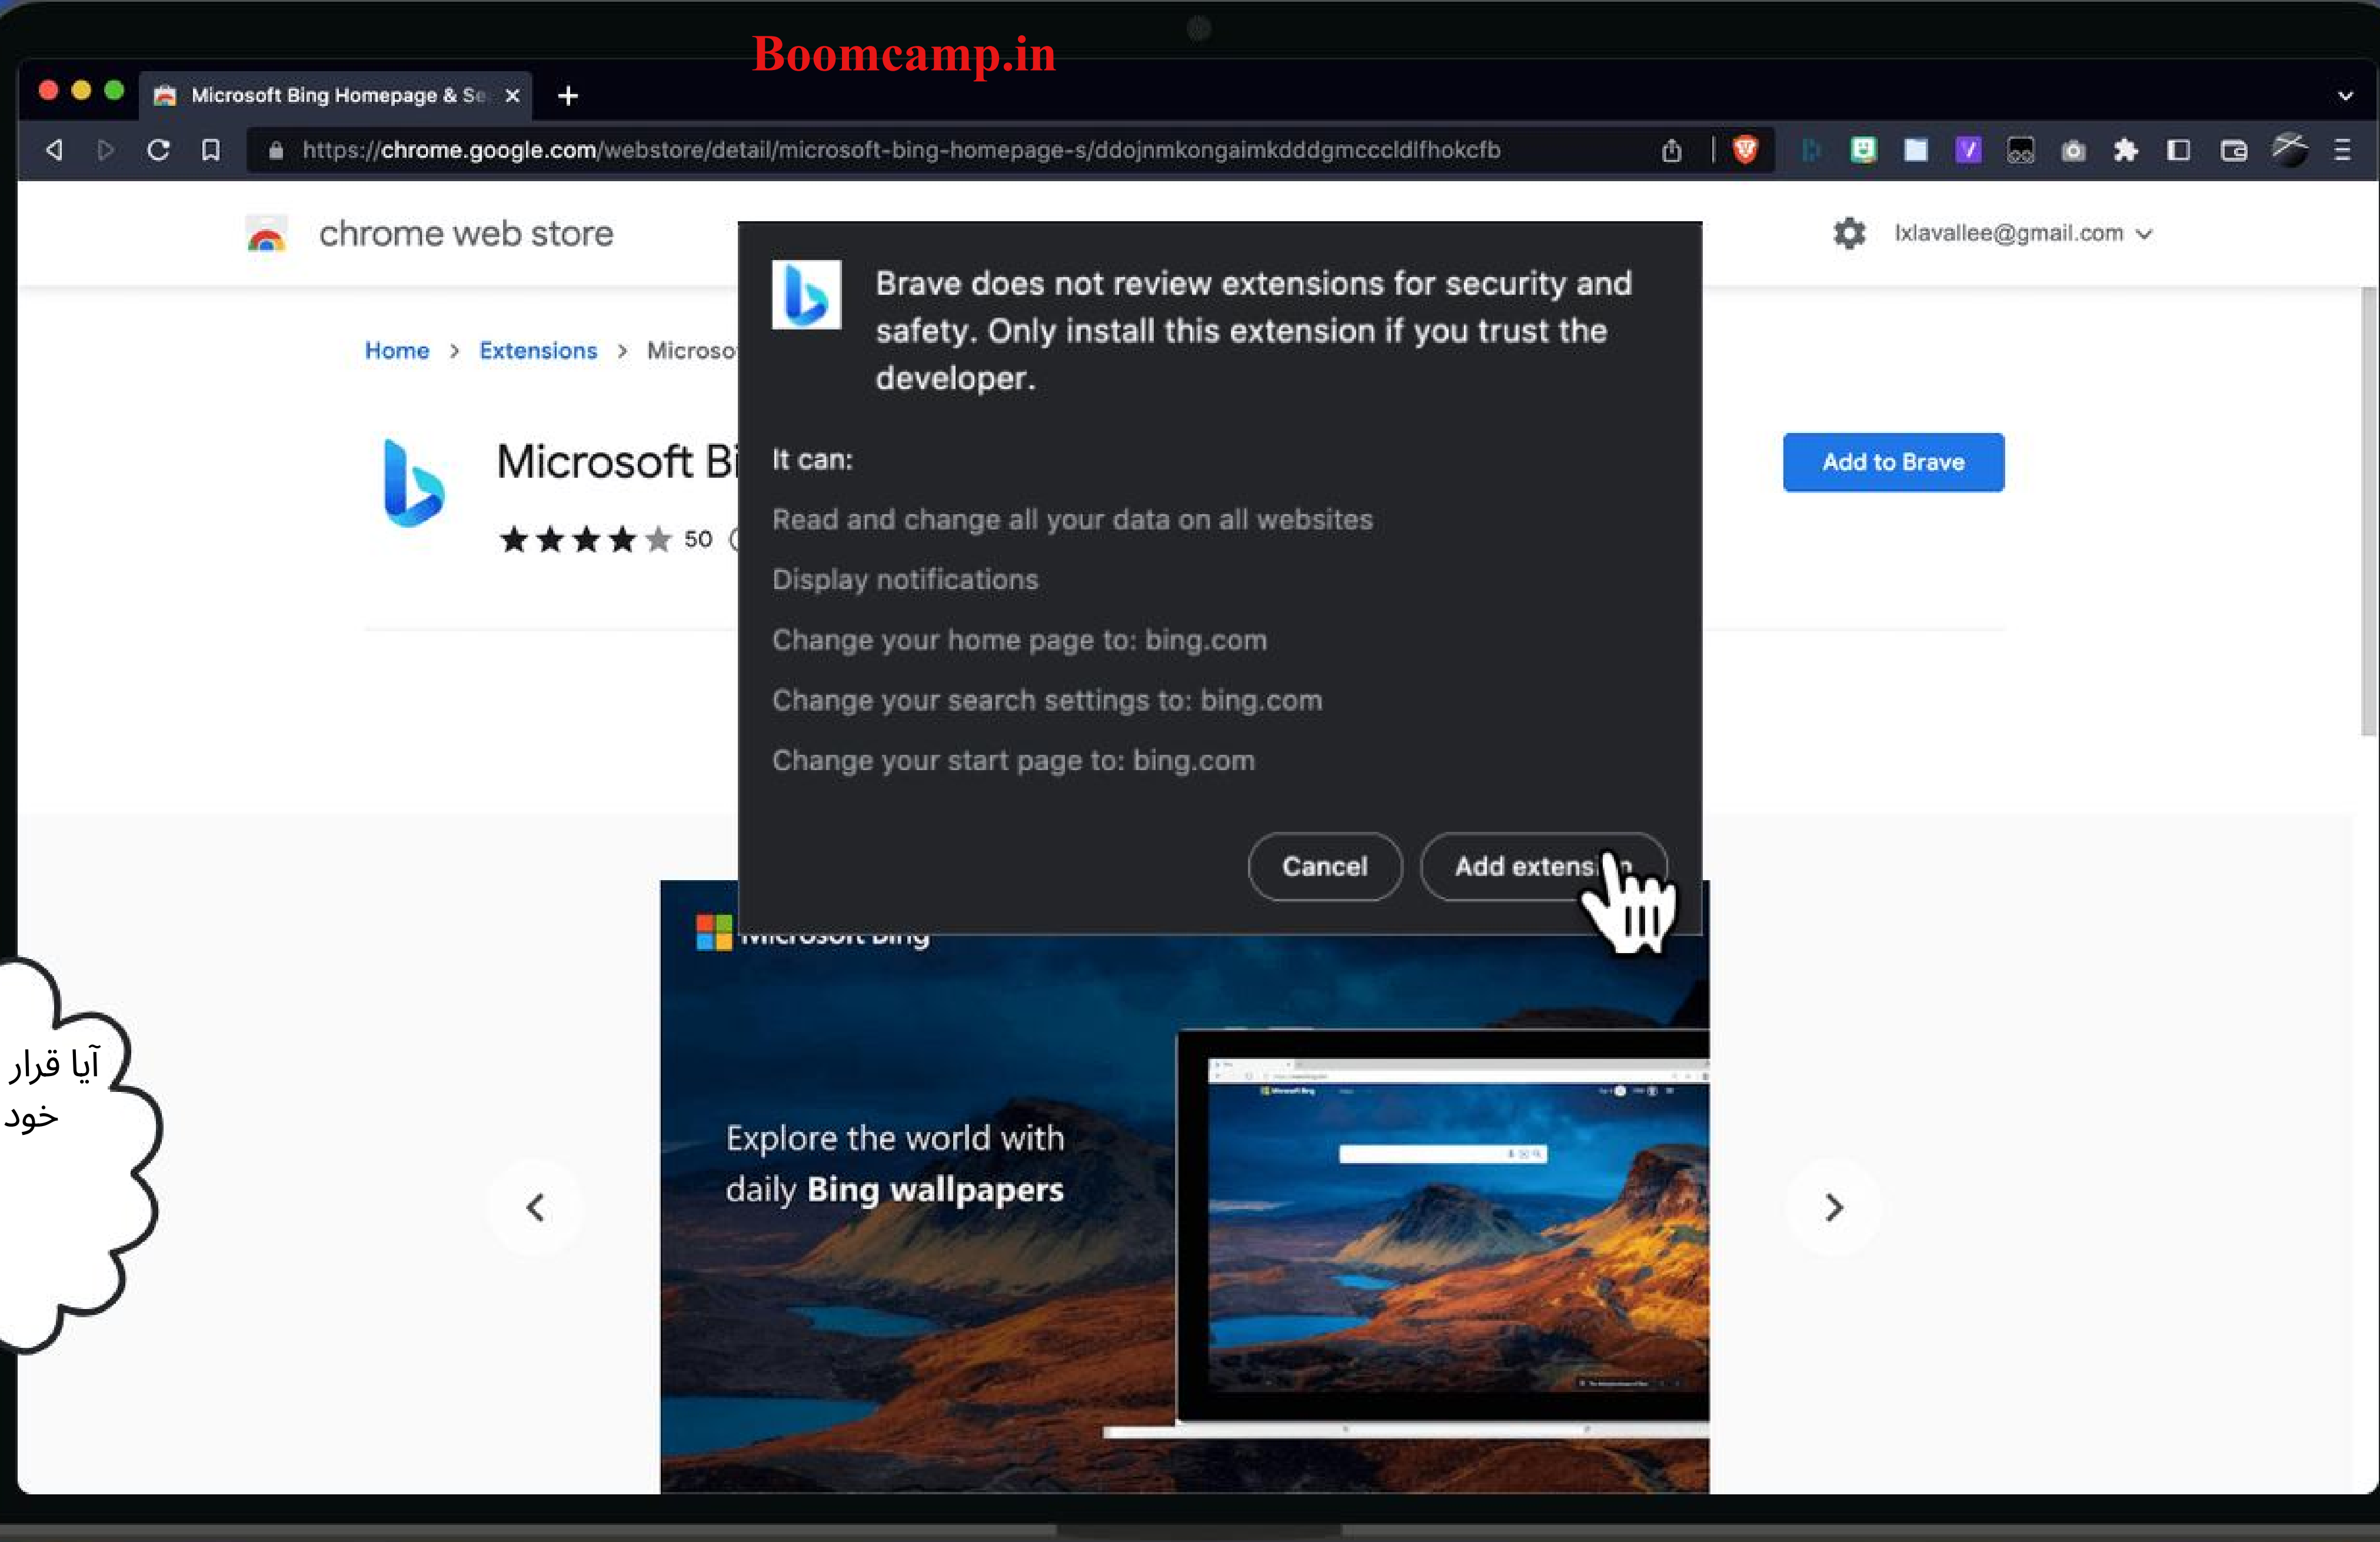 Boomcamp.in
Microsoft Bing Homepage & Se
https://chrome.google.com/webstore/detail/microsoft-bing-homepage-s/ddojnmkongaimkdddgmcccldlfhokcfb
chrome web store
lxlavallee@gmail.com
Home > Extensions > Microso
Microsoft Bi
50
Add to Brave
Brave does not review extensions for security and
safety. Only install this extension if you trust the
developer.
It can:
Read and change all your data on all websites
Display notifications
Change your home page to: bing.com
Change your search settings to: bing.com
Change your start page to: bing.com
Cancel
Add extension
Microsoft Bing
Explore the world with
daily Bing wallpapers
Microsoft Bing
آیا قرار
خود